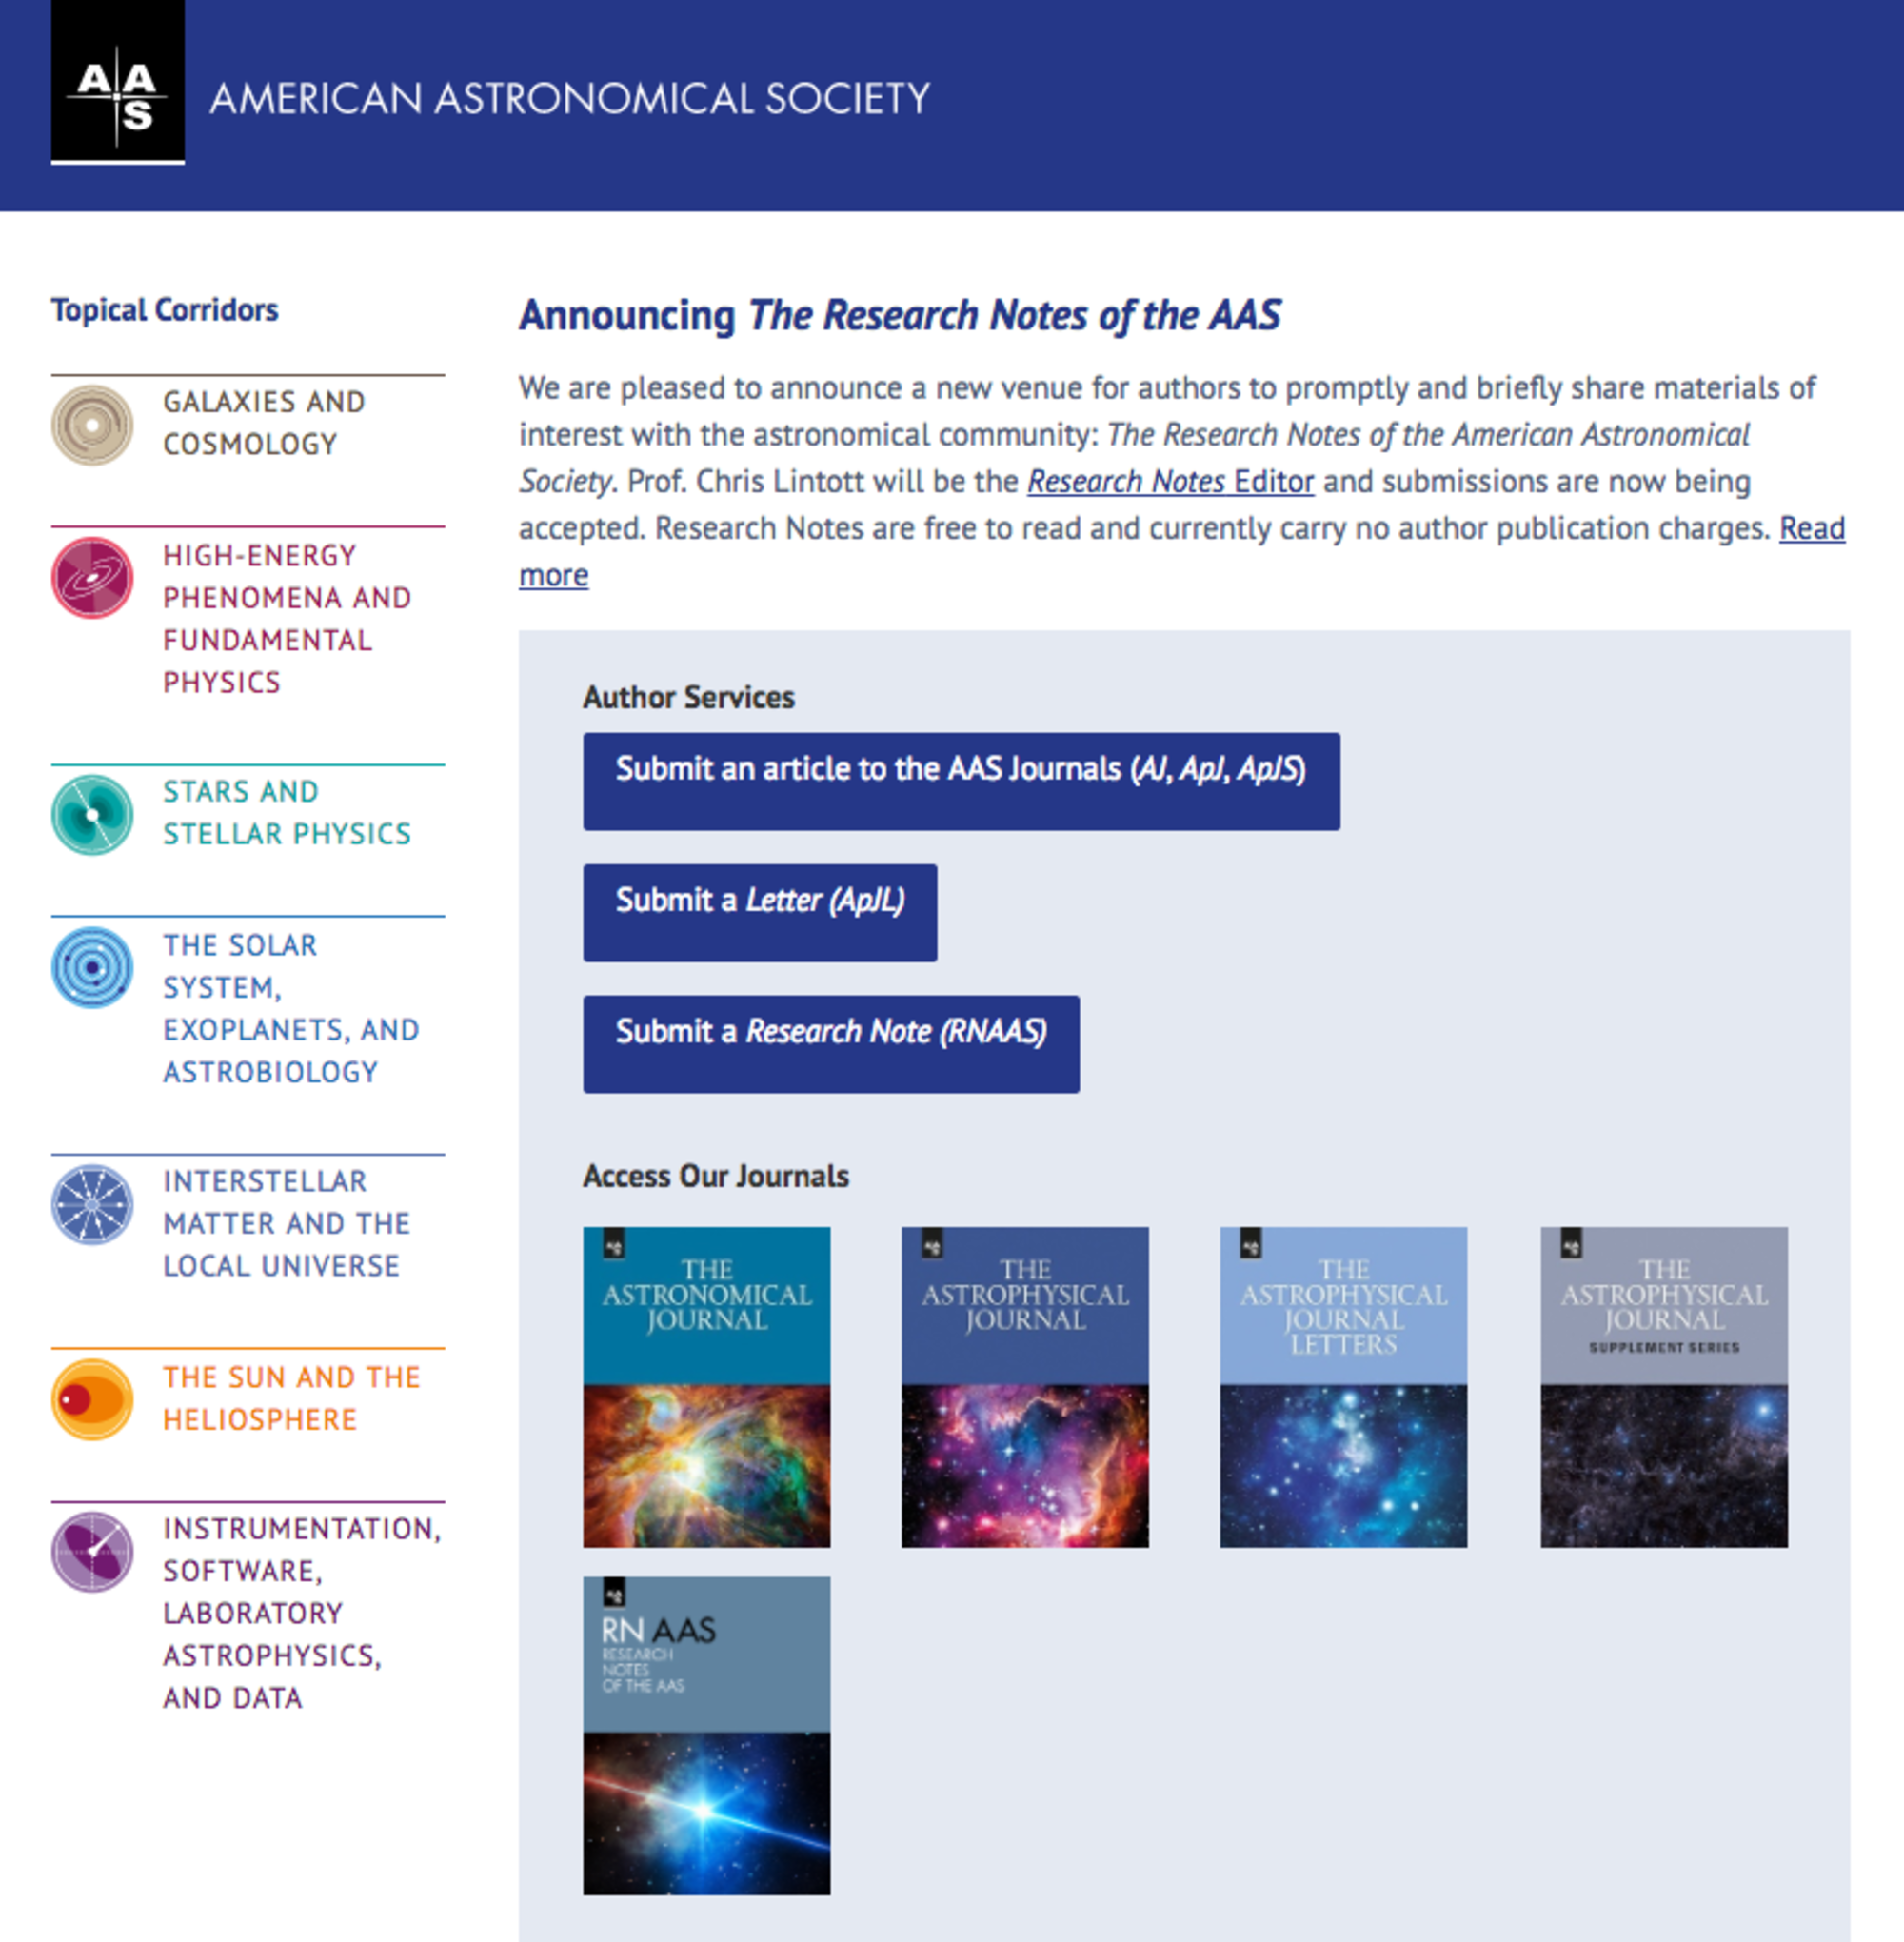 AAS
AMERICAN ASTRONOMICAL SOCIETY
Topical Corridors
GALAXIES AND
COSMOLOGY
HIGH-ENERGY
PHENOMENA AND
FUNDAMENTAL
PHYSICS
STARS AND
STELLAR PHYSICS
THE SOLAR
SYSTEM,
EXOPLANETS, AND
ASTROBIOLOGY
INTERSTELLAR
MATTER AND THE
LOCAL UNIVERSE
THE SUN AND THE
HELIOSPHERE
INSTRUMENTATION,
SOFTWARE,
LABORATORY
ASTROPHYSICS,
AND DATA
Announcing The Research Notes of the AAS
We are pleased to announce a new venue for authors to promptly and briefly share materials of
interest with the astronomical community: The Research Notes of the American Astronomical
Society. Prof. Chris Lintott will be the Research Notes Editor and submissions are now being
accepted. Research Notes are free to read and currently carry no author publication charges. Read
more
Author Services
Submit an article to the AAS Journals (AJ, ApJ, ApJS)
Submit a Letter (ApJL)
Submit a Research Note (RNAAS)
Access Our Journals
THE
ASTRONOMICAL
JOURNAL
THE
ASTROPHYSICAL
JOURNAL
THE
ASTROPHYSICAL
JOURNAL
LETTERS
THE
ASTROPHYSICAL
JOURNAL
SUPPLEMENT SERIES
RN AAS
RESEARCH
NOTES
OF THE AAS